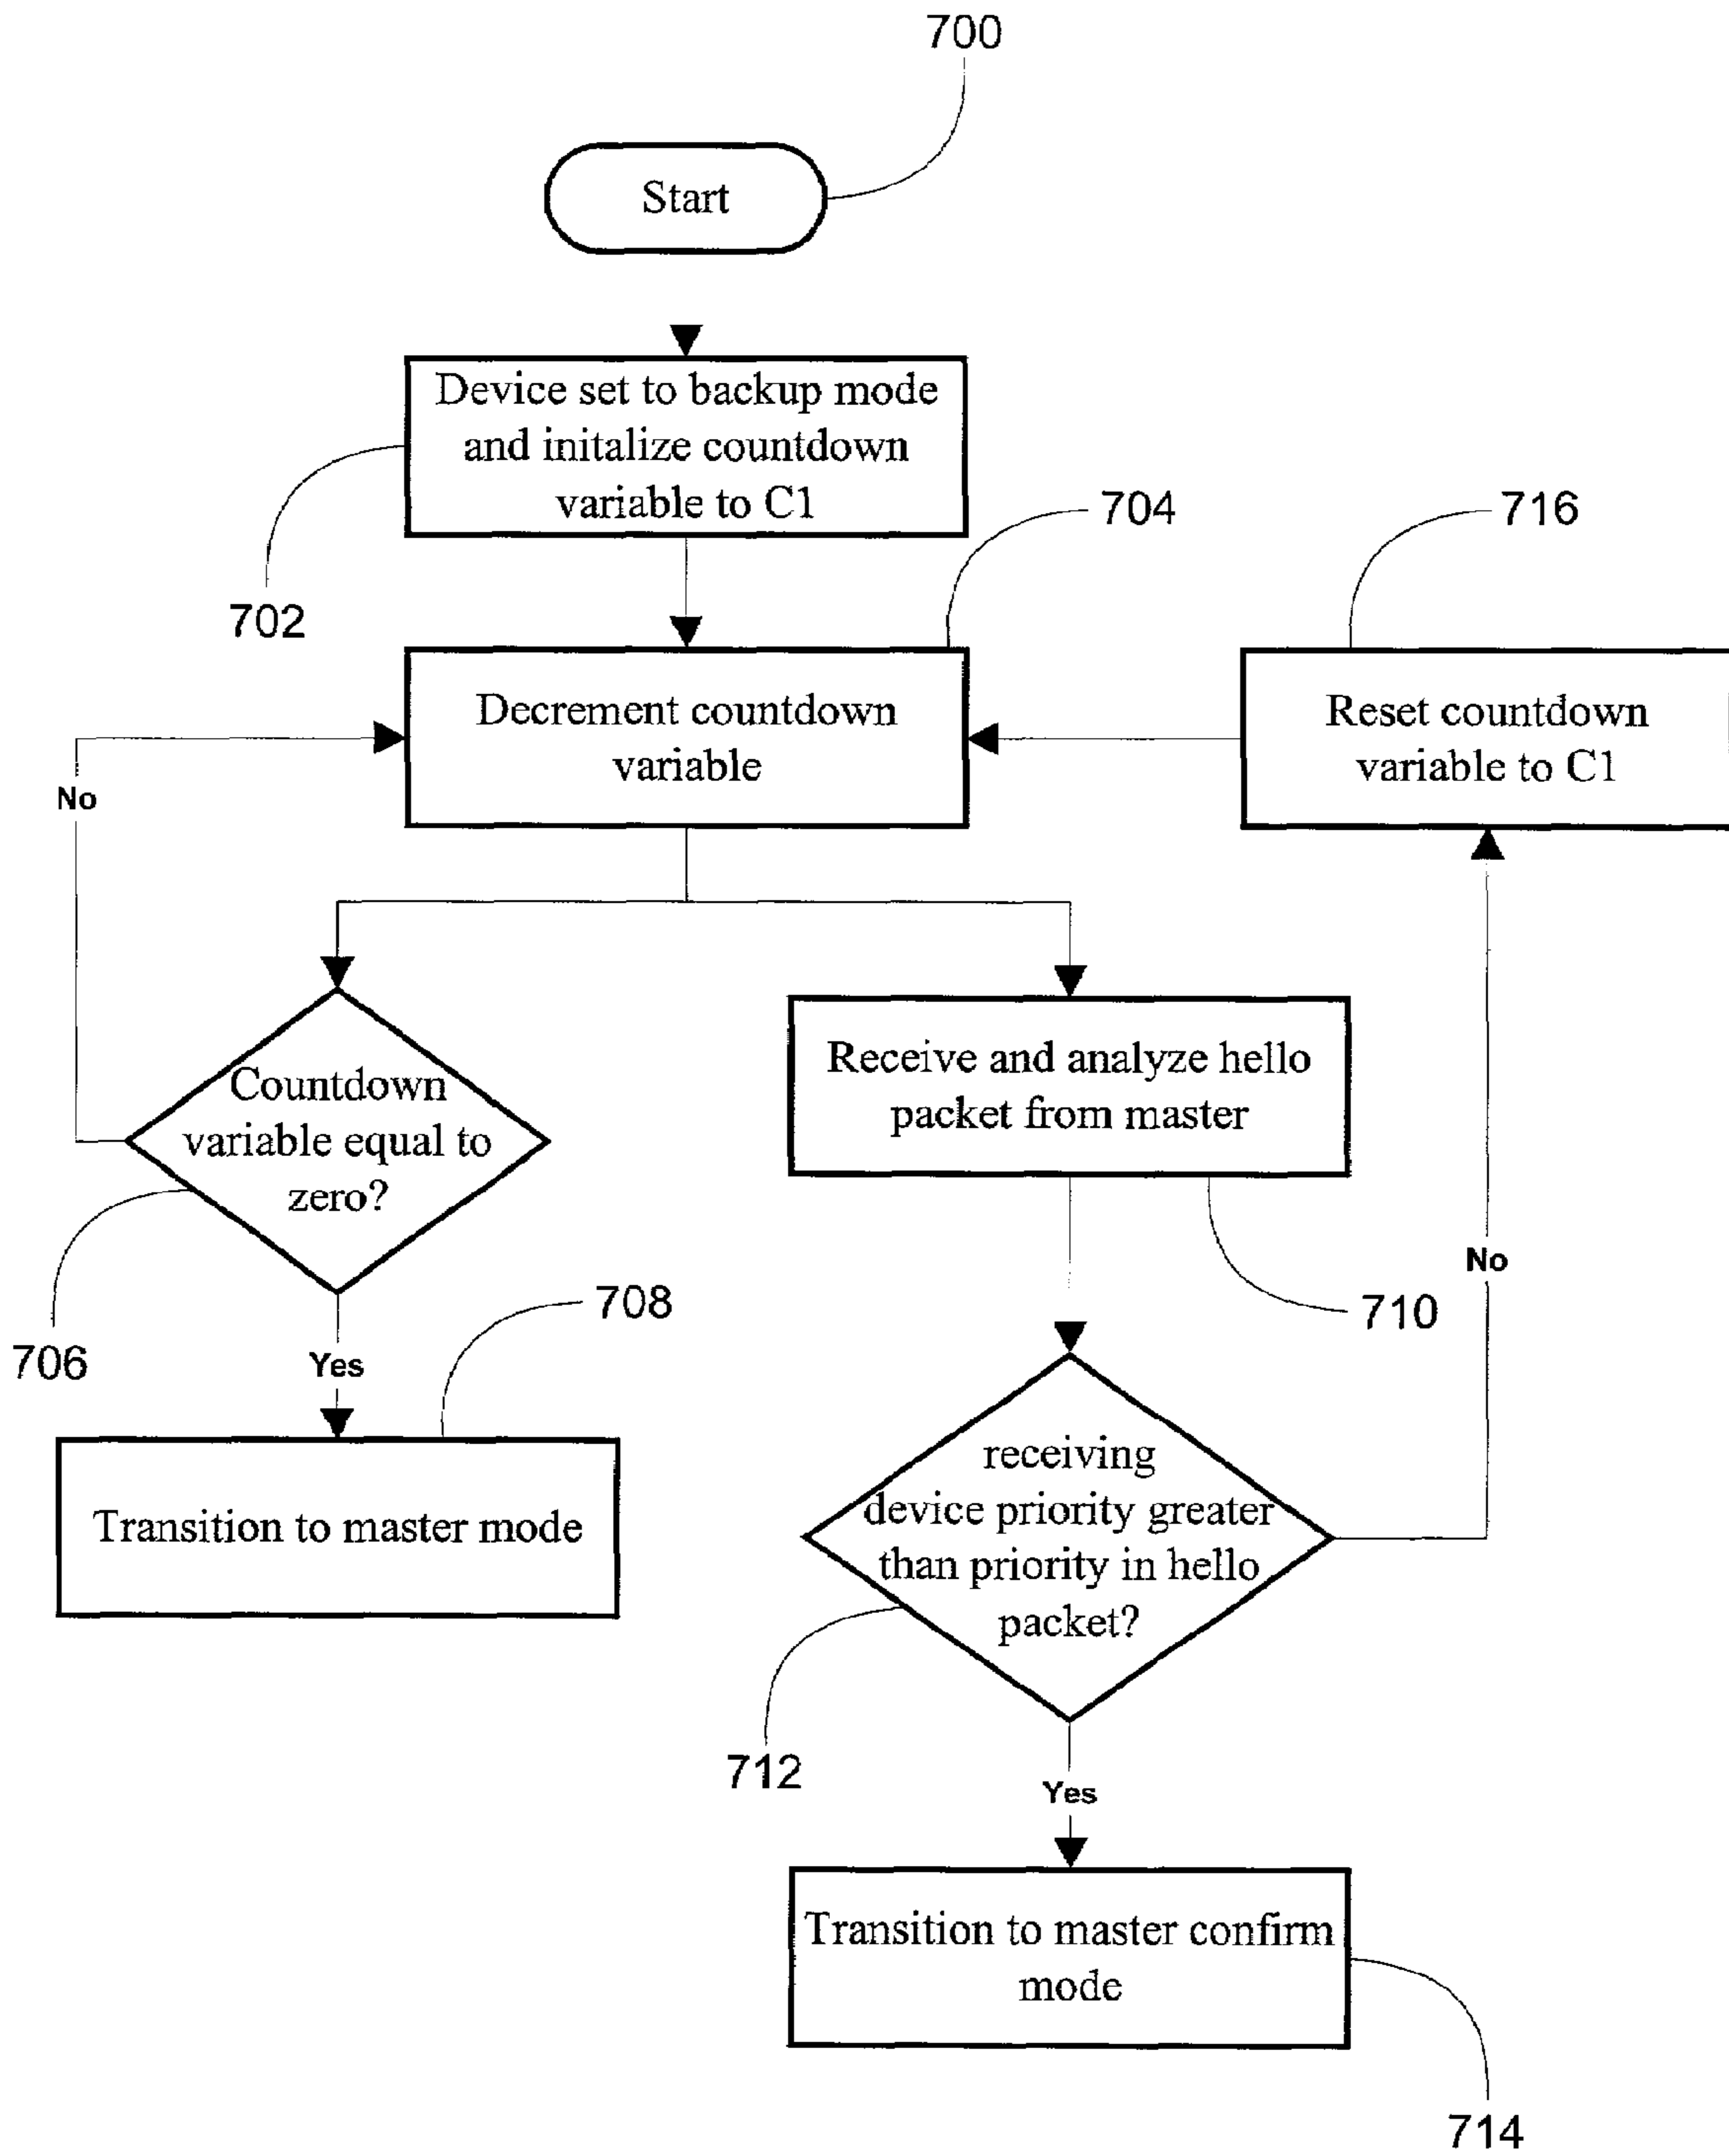 700
Start
Device set to backup mode
and initalize countdown
variable to C1
702
704
716
Decrement countdown
variable
Reset countdown
variable to C1
No
Countdown
variable equal to
zero?
706
Receive and analyze hello
packet from master
710
No
Yes
708
Transition to master mode
receiving
device priority greater
than priority in hello
packet?
712
Yes
Transition to master confirm
mode
714